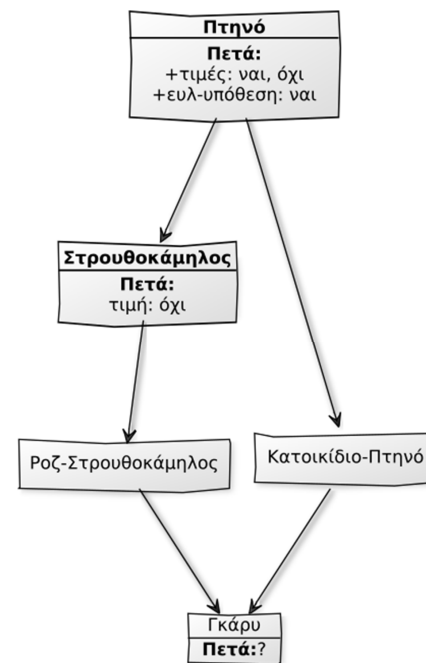 Πτηνό
Πετά:
+τιμές: ναι, όχι
+ευλ-υπόθεση: ναι
Στρουθοκάμηλος
Πετά:
τιμή: όχι
Ροζ-Στρουθοκάμηλος
Κατοικίδιο-Πτηνό
Γκάρυ
Πετά:?